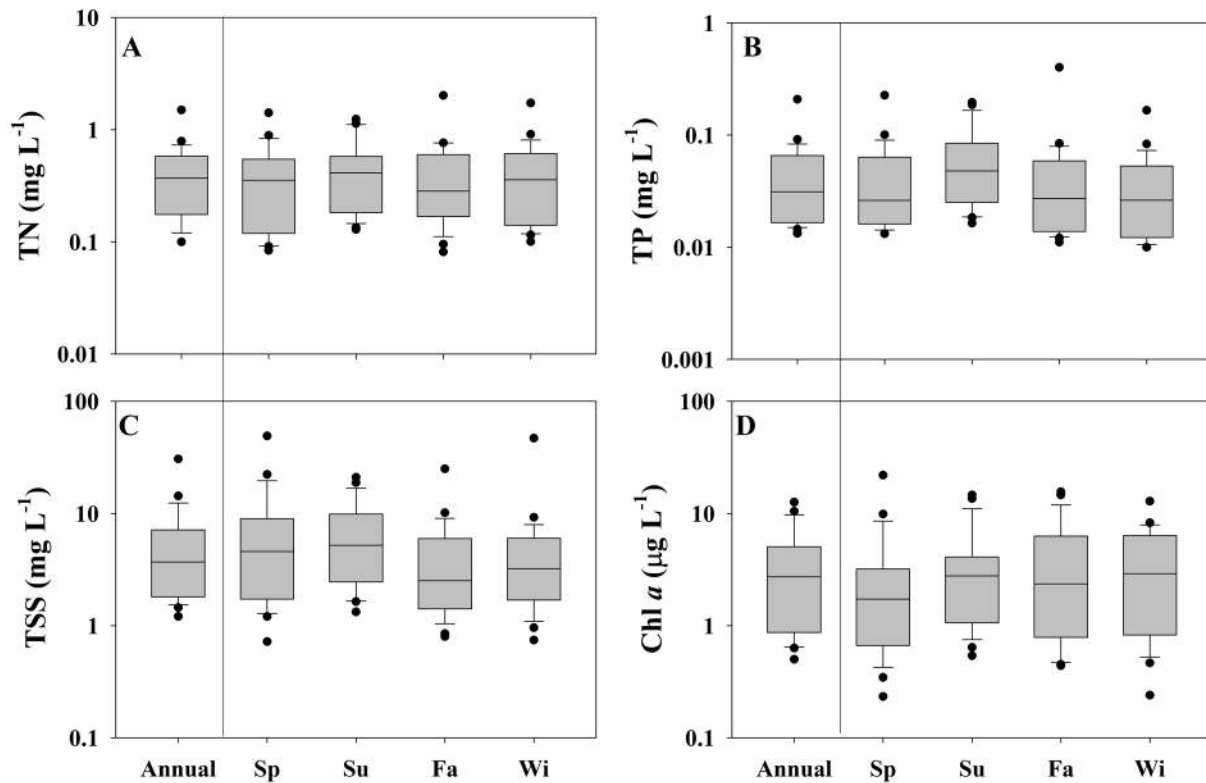 A
TN (mg L⁻¹)
10
1
0.1
0.01
B
TP (mg L⁻¹)
1
0.1
0.01
0.001
C
TSS (mg L⁻¹)
100
10
1
0.1
Annual Sp Su Fa Wi
D
Chl a (µg L⁻¹)
100
10
1
0.1
Annual Sp Su Fa Wi